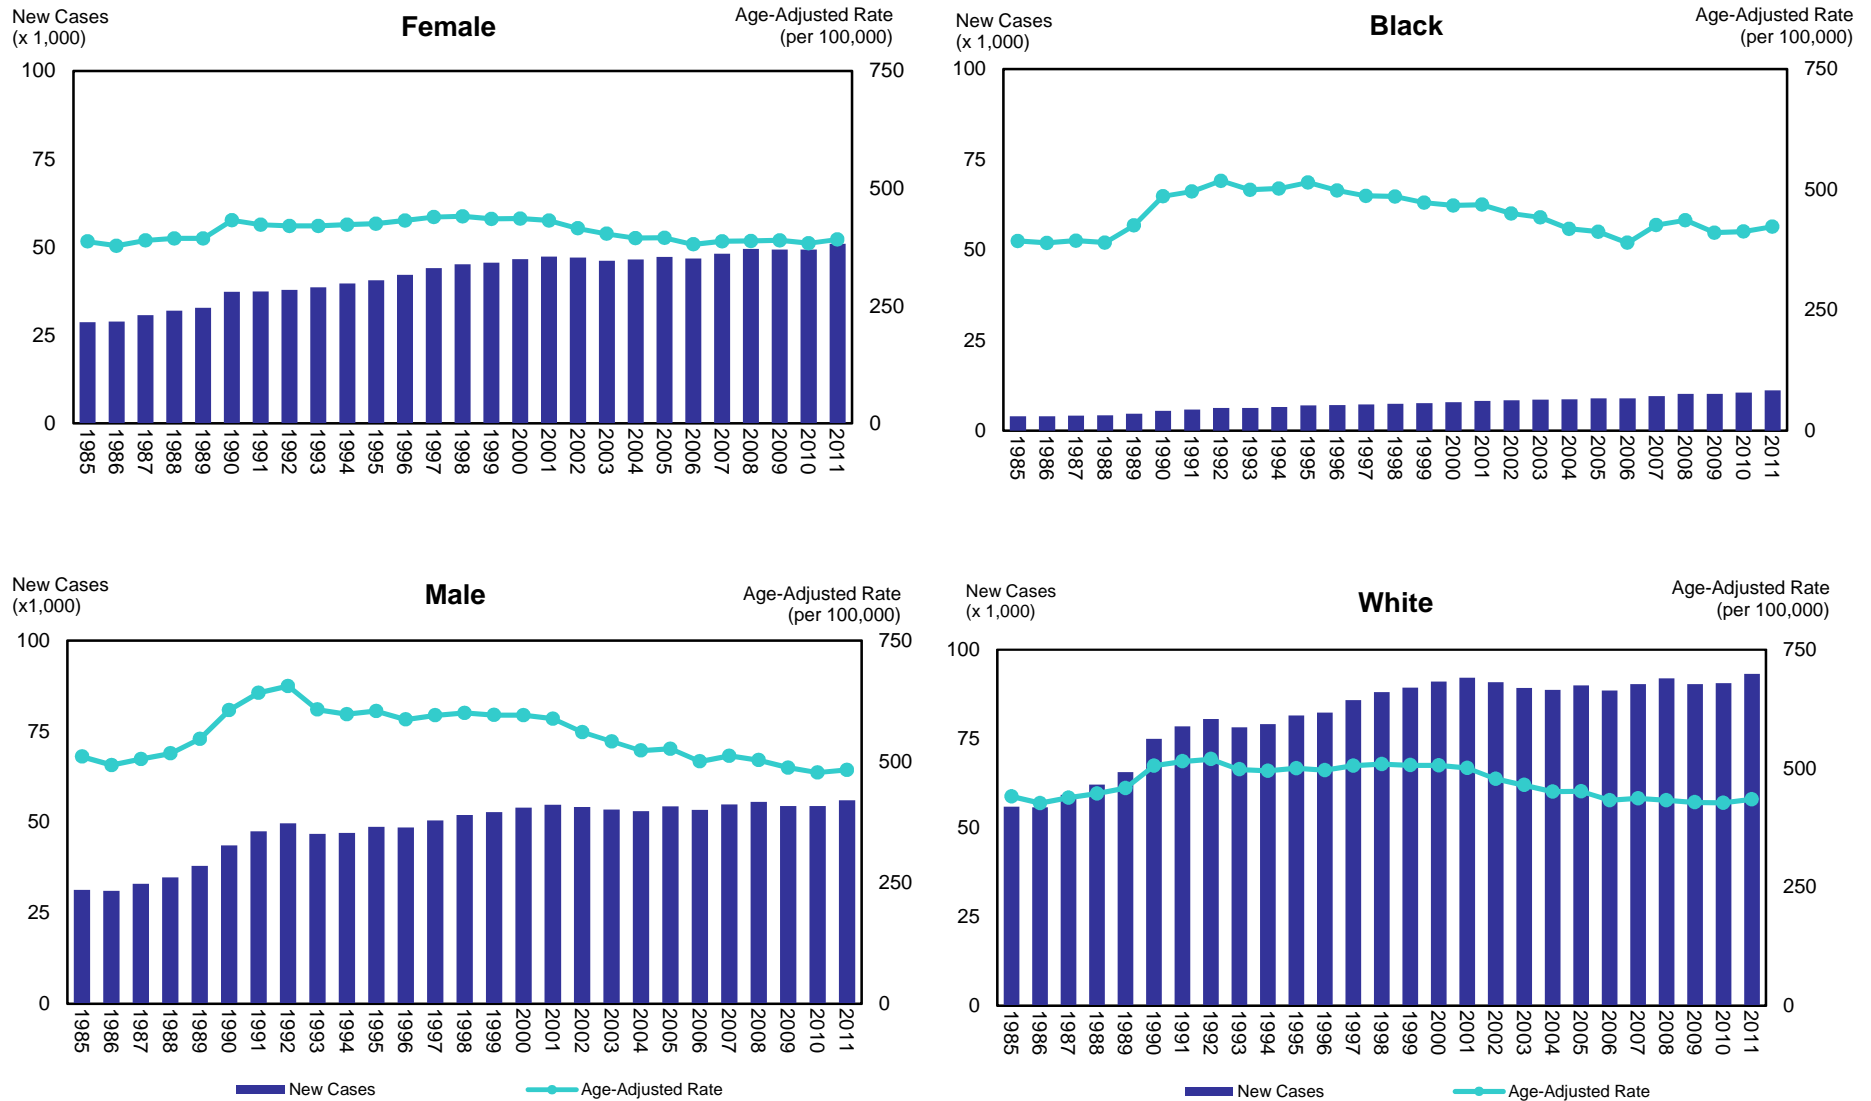 New Cases
(x 1,000)
Female
Age-Adjusted Rate
(per 100,000)
100
75
50
25
0
750
500
250
0
1985 1986 1987 1988 1989 1990 1991 1992 1993 1994 1995 1996 1997 1998 1999 2000 2001 2002 2003 2004 2005 2006 2007 2008 2009 2010 2011
New Cases
(x 1,000)
Black
Age-Adjusted Rate
(per 100,000)
100
75
50
25
0
750
500
250
0
1985 1986 1987 1988 1989 1990 1991 1992 1993 1994 1995 1996 1997 1998 1999 2000 2001 2002 2003 2004 2005 2006 2007 2008 2009 2010 2011
New Cases
(x1,000)
Male
Age-Adjusted Rate
(per 100,000)
100
75
50
25
0
750
500
250
0
1985 1986 1987 1988 1989 1990 1991 1992 1993 1994 1995 1996 1997 1998 1999 2000 2001 2002 2003 2004 2005 2006 2007 2008 2009 2010 2011
New Cases
Age-Adjusted Rate
New Cases
(x 1,000)
White
Age-Adjusted Rate
(per 100,000)
100
75
50
25
0
750
500
250
0
1985 1986 1987 1988 1989 1990 1991 1992 1993 1994 1995 1996 1997 1998 1999 2000 2001 2002 2003 2004 2005 2006 2007 2008 2009 2010 2011
New Cases
Age-Adjusted Rate